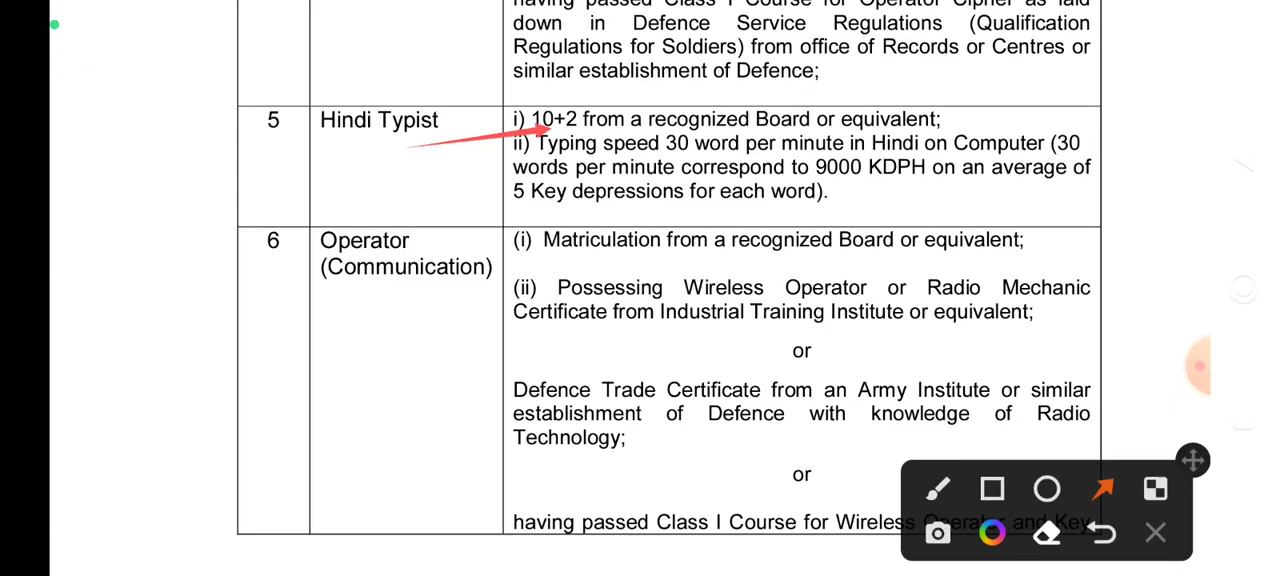 having passed Class I Course for Operator Cipher as laid
down in Defence Service Regulations (Qualification
Regulations for Soldiers) from office of Records or Centres or
similar establishment of Defence;
5
Hindi Typist
i) 10+2 from a recognized Board or equivalent;
ii) Typing speed 30 word per minute in Hindi on Computer (30
words per minute correspond to 9000 KDPH on an average of
5 Key depressions for each word).
6
Operator
(Communication)
(i) Matriculation from a recognized Board or equivalent;
(ii) Possessing Wireless Operator or Radio Mechanic
Certificate from Industrial Training Institute or equivalent;
or
Defence Trade Certificate from an Army Institute or similar
establishment of Defence with knowledge of Radio
Technology;
or
having passed Class I Course for Wireless Operator and Key